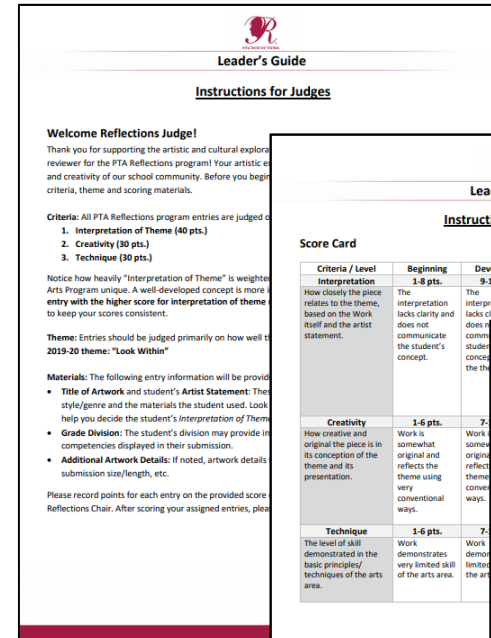 PTA REFLECTIONS
Leader's Guide
Instructions for Judges
Welcome Reflections Judge!
Thank you for supporting the artistic and cultural explora
reviewer for the PTA Reflections program! Your artistic e
and creativity of our school community. Before you begin
criteria, theme and scoring materials.
Criteria: All PTA Reflections program entries are judged o
1. Interpretation of Theme (40 pts.)
2. Creativity (30 pts.)
3. Technique (30 pts.)
Notice how heavily "Interpretation of Theme" is weighte
Arts Program unique. A well-developed concept is more i
entry with the higher score for interpretation of theme
to keep your scores consistent.
Theme: Entries should be judged primarily on how well th
2019-20 theme: "Look Within"
Materials: The following entry information will be provid
• Title of Artwork and student's Artist Statement: Thes
style/genre and the materials the student used. Look
help you decide the student's Interpretation of Them
• Grade Division: The student's division may provide in
competencies displayed in their submission.
• Additional Artwork Details: If noted, artwork details
submission size/length, etc.
Please record points for each entry on the provided score
Reflections Chair. After scoring your assigned entries, plea
Lea
Instructi
Score Card
Criteria / Level Beginning Dev
Interpretation 1-8 pts. 9-1
How closely the piece The The
relates to the theme, interpretation interpr
based on the Work lacks clarity and lacks cl
itself and the artist does not does n
statement. communicate commu
the student's studen
concept. concep
the the
Creativity 1-6 pts. 7-
How creative and Work is Work i
original the piece is in somewhat somew
its conception of the original and origina
theme and its reflects the reflect
presentation. theme using theme
very conver
conventional ways.
ways.
Technique 1-6 pts. 7-
The level of skill Work Work
demonstrated in the demonstrates demor
basic principles/ very limited skill limited
techniques of the arts of the arts area. the art
area.